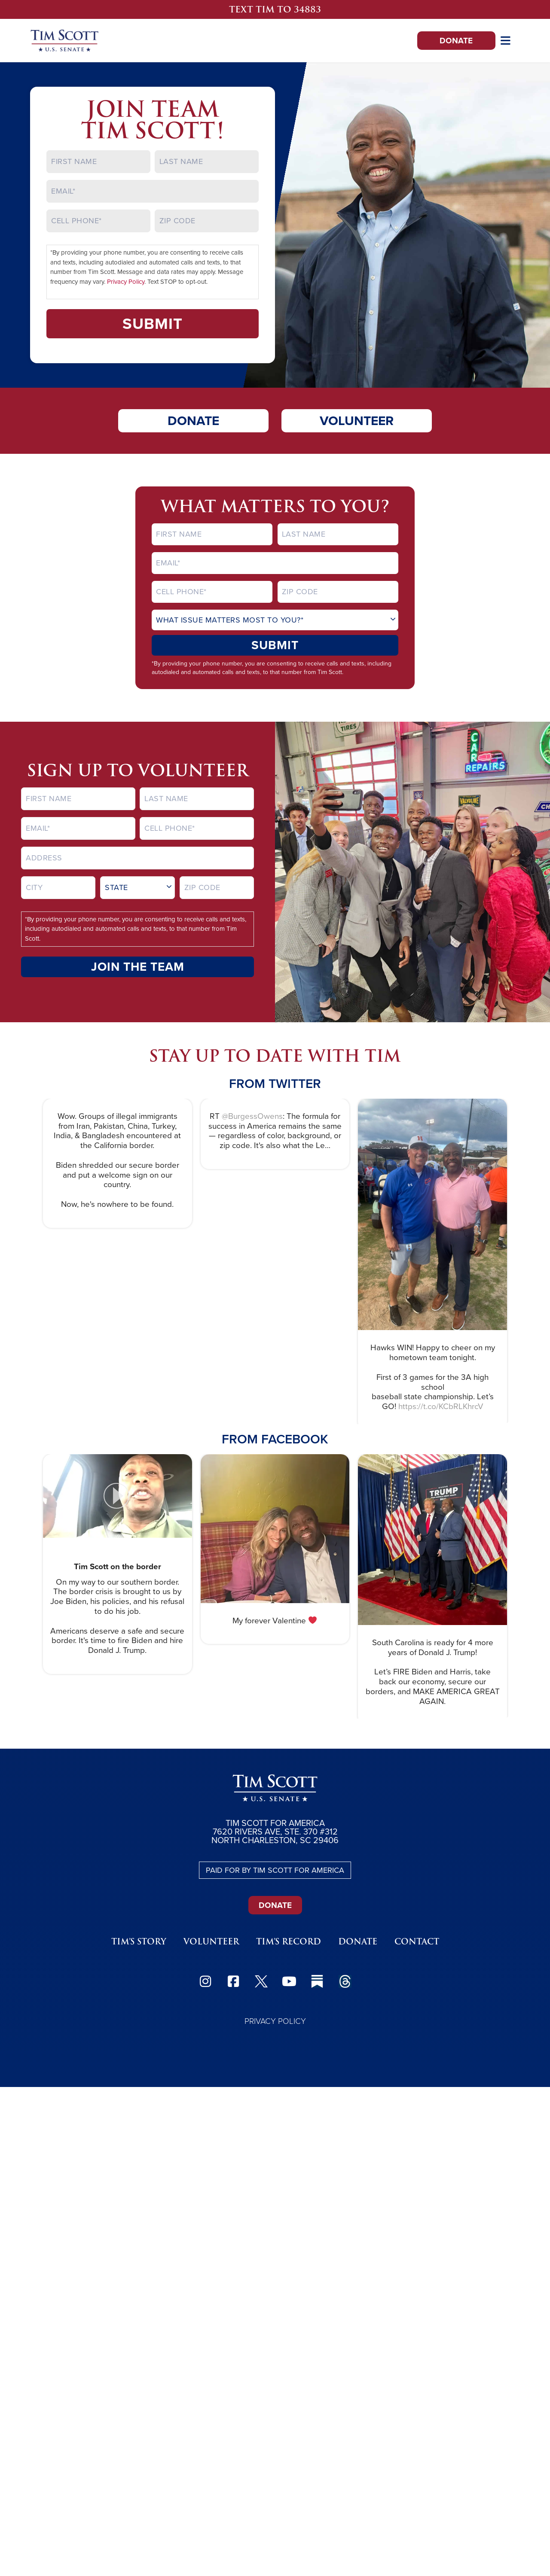 TEXT TIM TO 34883
TIM SCOTT
U.S. SENATE
DONATE
JOIN TEAM
TIM SCOTT!
FIRST NAME
LAST NAME
EMAIL*
CELL PHONE*
ZIP CODE
*By providing your phone number, you are consenting to receive calls
and texts, including autodialed and automated calls and texts, to that
number from Tim Scott. Message and data rates may apply. Message
frequency may vary. Privacy Policy. Text STOP to opt-out.
SUBMIT
DONATE
VOLUNTEER
WHAT MATTERS TO YOU?
FIRST NAME
LAST NAME
EMAIL*
CELL PHONE*
ZIP CODE
WHAT ISSUE MATTERS MOST TO YOU?*
SUBMIT
*By providing your phone number, you are consenting to receive calls and texts, including
autodialed and automated calls and texts, to that number from Tim Scott.
SIGN UP TO VOLUNTEER
FIRST NAME
LAST NAME
EMAIL*
CELL PHONE*
ADDRESS
CITY
STATE
ZIP CODE
*By providing your phone number, you are consenting to receive calls and texts,
including autodialed and automated calls and texts, to that number from Tim
Scott.
JOIN THE TEAM
TIRES
CAR
REPAIRS
VALVOLINE
STAY UP TO DATE WITH TIM
FROM TWITTER
Wow. Groups of illegal immigrants
from Iran, Pakistan, China, Turkey,
India, & Bangladesh encountered at
the California border.
Biden shredded our secure border
and put a welcome sign on our
country.
Now, he's nowhere to be found.
RT @BurgessOwens: The formula for
success in America remains the same
— regardless of color, background, or
zip code. It's also what the Le...
Hawks WIN! Happy to cheer on my
hometown team tonight.
First of 3 games for the 3A high
school
baseball state championship. Let's
GO! https://t.co/KCbRLKhrcV
FROM FACEBOOK
Tim Scott on the border
On my way to our southern border.
The border crisis is brought to us by
Joe Biden, his policies, and his refusal
to do his job.
Americans deserve a safe and secure
border. It's time to fire Biden and hire
Donald J. Trump.
My forever Valentine ❤️
TRUMP
South Carolina is ready for 4 more
years of Donald J. Trump!
Let's FIRE Biden and Harris, take
back our economy, secure our
borders, and MAKE AMERICA GREAT
AGAIN.
TIM SCOTT
U.S. SENATE
TIM SCOTT FOR AMERICA
7620 RIVERS AVE, STE. 370 #312
NORTH CHARLESTON, SC 29406
PAID FOR BY TIM SCOTT FOR AMERICA
DONATE
TIM'S STORY
VOLUNTEER
TIM'S RECORD
DONATE
CONTACT
PRIVACY POLICY